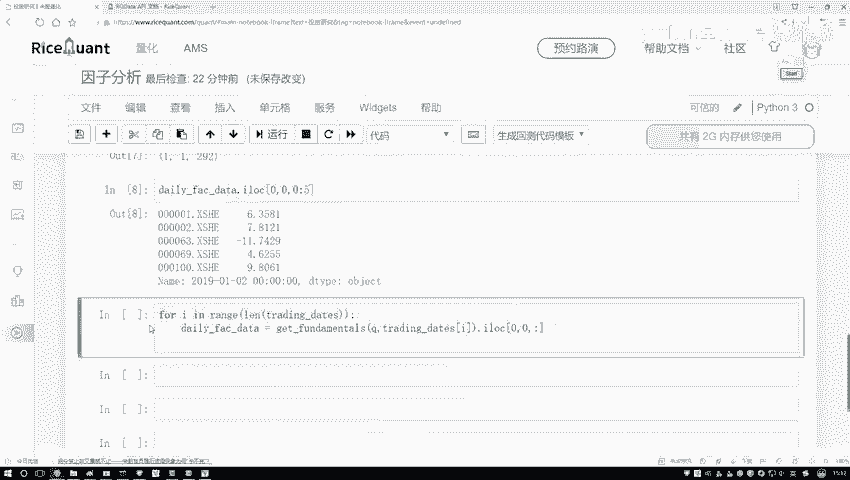 RiceQuant 量化 AMS 预约路演 帮助文档 社区
因子分析 最后检查: 22 分钟前 (未保存改变)
文件 编辑 查看 插入 单元格 服务 Widgets 帮助 可信的 Python 3
运行 代码 生成回测代码模板 共有 2G 内存供您使用
Out[7]: (1, 1, 292)
In [8]: daily_fac_data.iloc[0,0,0:5]
Out[8]: 000001.XSHE 6.3581
000002.XSHE 7.8121
000063.XSHE -11.7429
000069.XSHE 4.6255
000100.XSHE 9.8061
Name: 2019-01-02 00:00:00, dtype: object
In [ ]: for i in range(len(trading_dates)):
daily_fac_data = get_fundamentals(q,trading_dates[i]).iloc[0,0,:]
In [ ]:
In [ ]:
In [ ]: